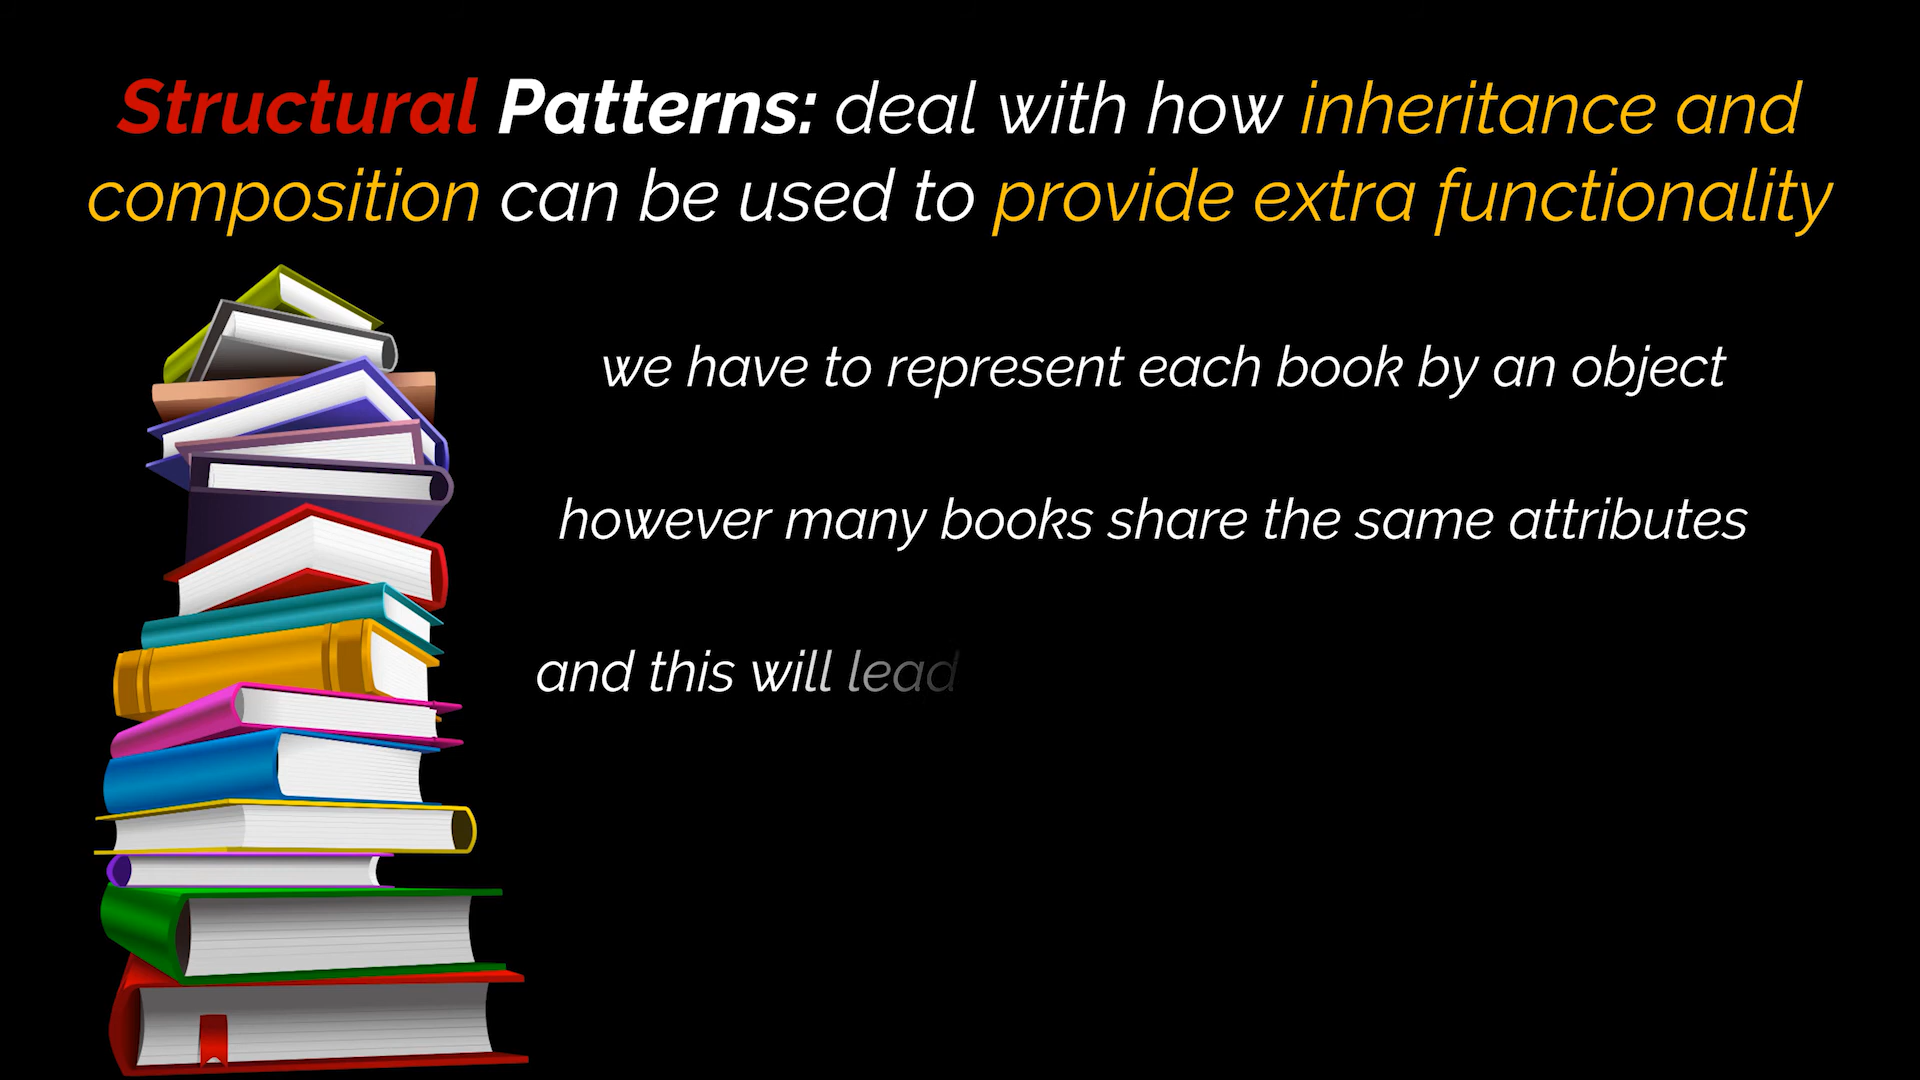 Structural Patterns: deal with how inheritance and
composition can be used to provide extra functionality
we have to represent each book by an object
however many books share the same attributes
and this will lead